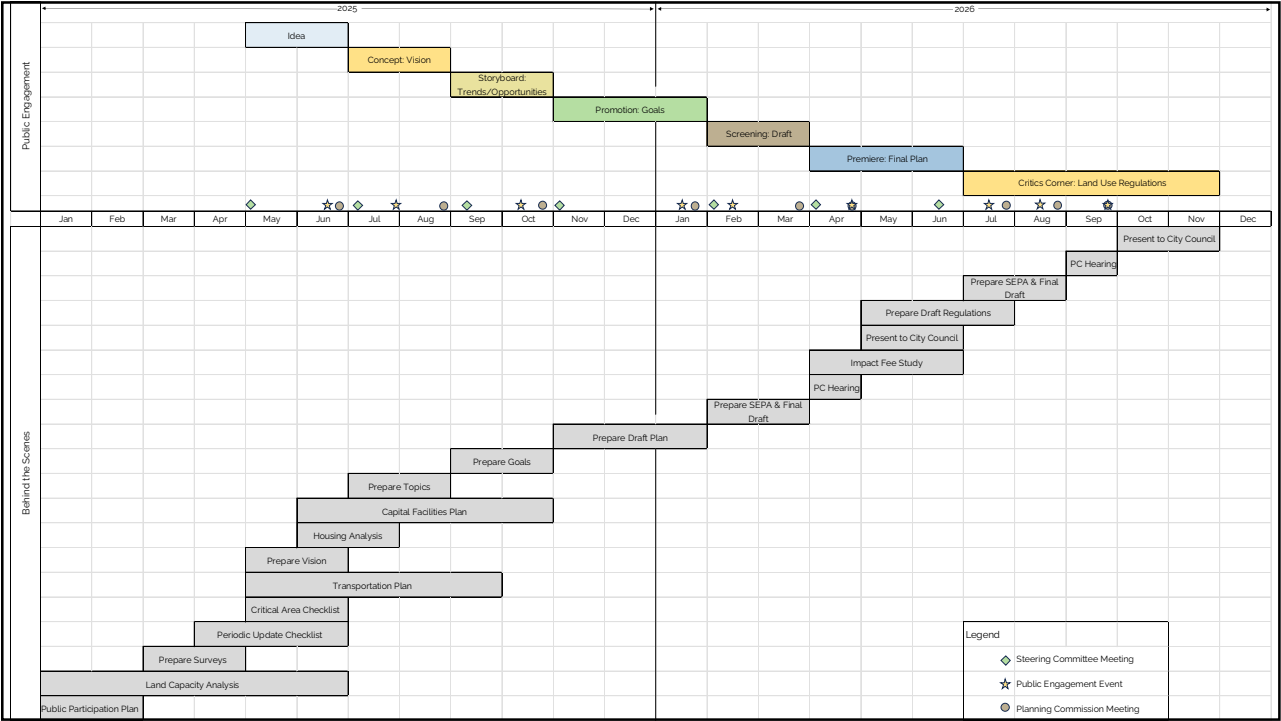 2025
2026
Public Engagement
Idea
Concept: Vision
Storyboard:
Trends/Opportunities
Promotion: Goals
Screening: Draft
Premiere: Final Plan
Critics Corner: Land Use Regulations
Jan Feb Mar Apr May Jun Jul Aug Sep Oct Nov Dec Jan Feb Mar Apr May Jun Jul Aug Sep Oct Nov Dec
Behind the Scenes
Present to City Council
PC Hearing
Prepare SEPA & Final
Draft
Prepare Draft Regulations
Present to City Council
Impact Fee Study
PC Hearing
Prepare SEPA & Final
Draft
Prepare Draft Plan
Prepare Goals
Prepare Topics
Capital Facilities Plan
Housing Analysis
Prepare Vision
Transportation Plan
Critical Area Checklist
Periodic Update Checklist
Prepare Surveys
Land Capacity Analysis
Public Participation Plan
Legend
Steering Committee Meeting
Public Engagement Event
Planning Commission Meeting